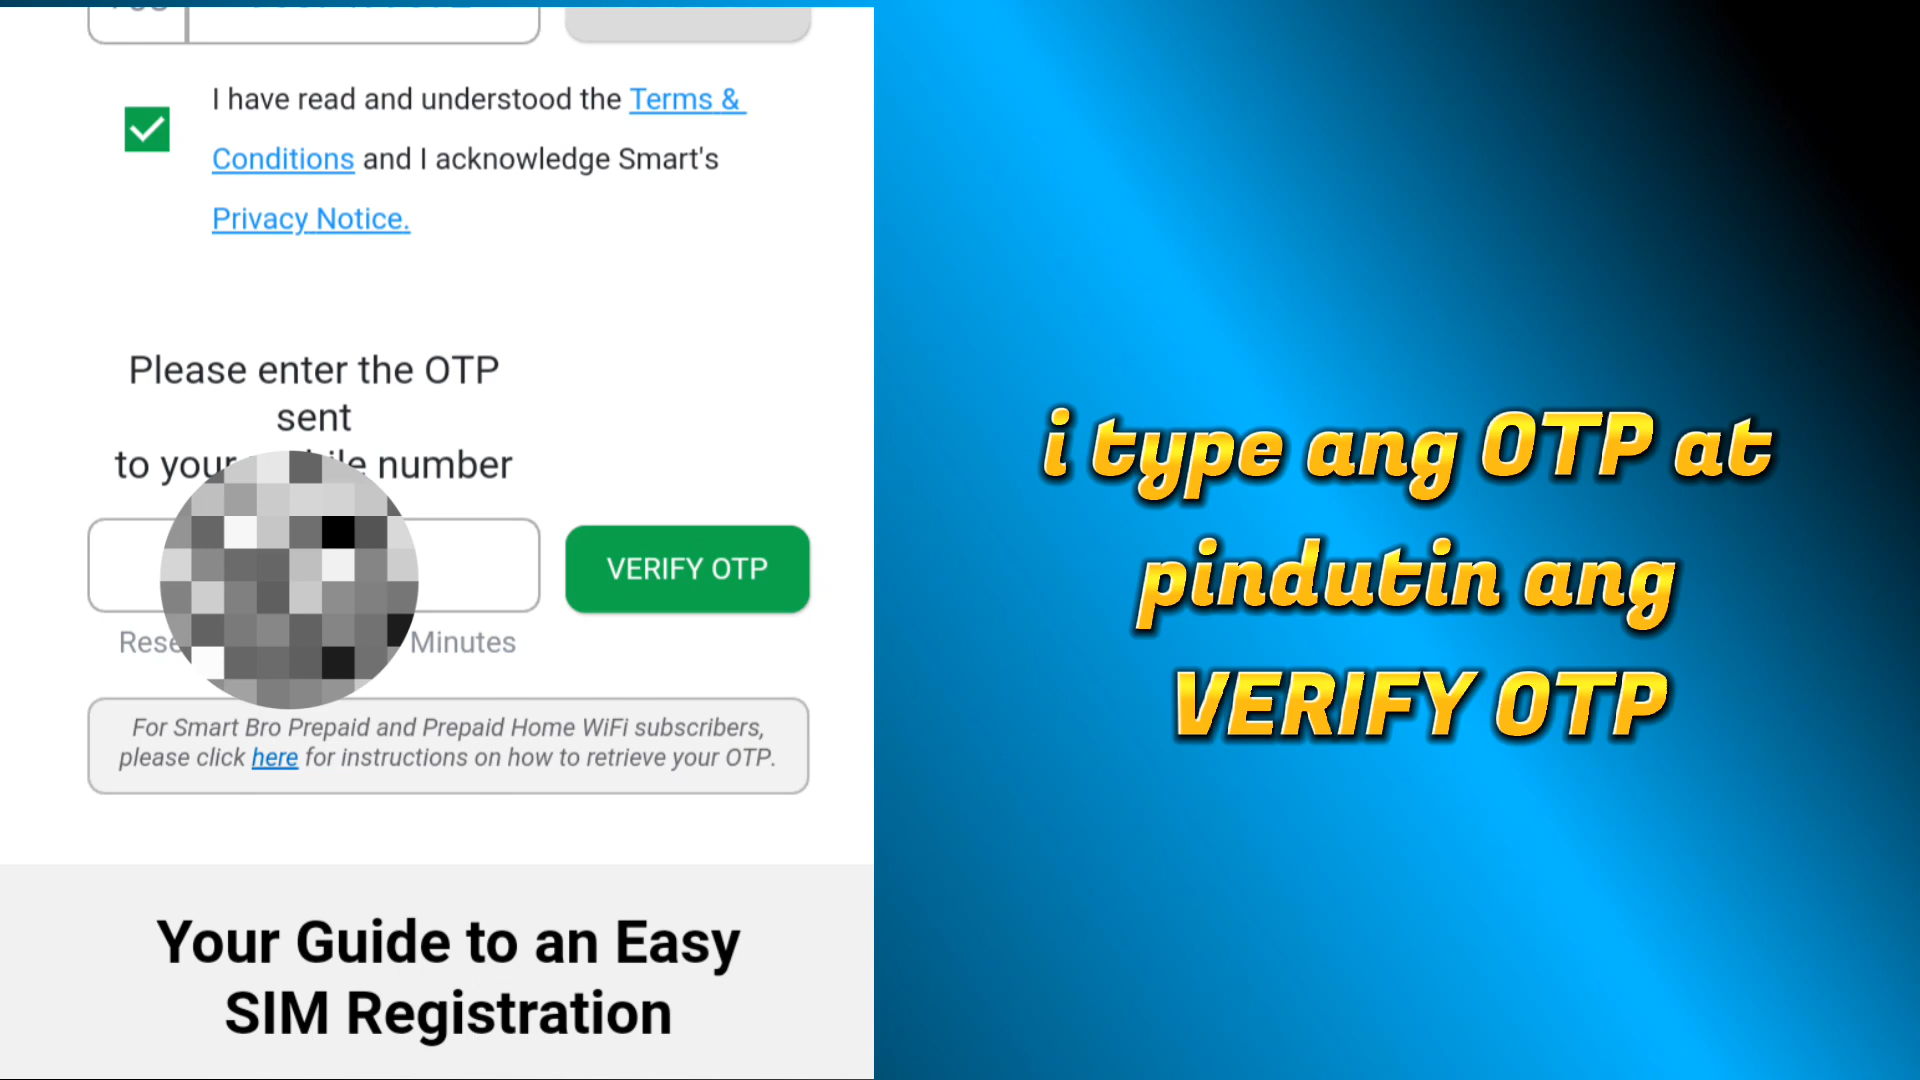 I have read and understood the Terms &
Conditions and I acknowledge Smart's
Privacy Notice.
Please enter the OTP
sent
to your number
VERIFY OTP
Minutes
For Smart Bro Prepaid and Prepaid Home WiFi subscribers,
please click here for instructions on how to retrieve your OTP.
Your Guide to an Easy
SIM Registration
i type ang OTP at
pindutin ang
VERIFY OTP